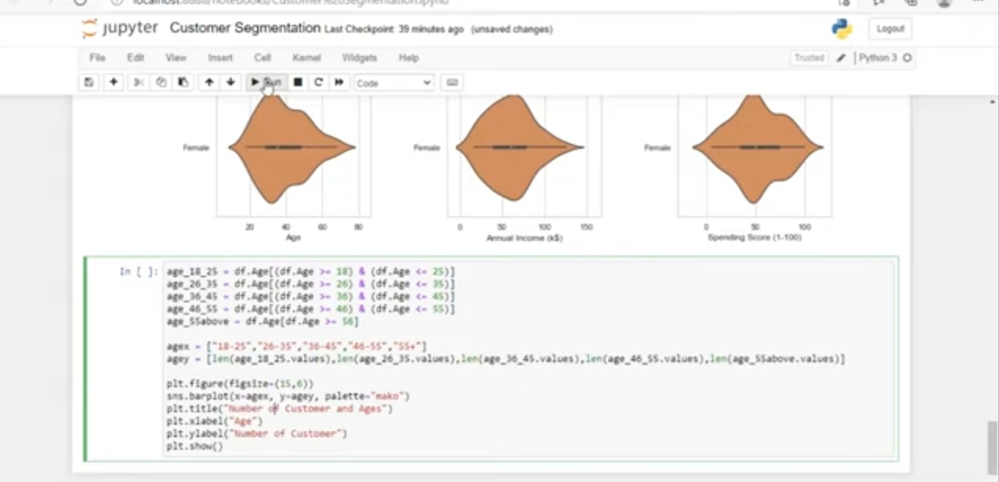 localhost:8888/notebooks/Customer%20Segmentation.ipynb
jupyter Customer Segmentation Last Checkpoint: 39 minutes ago (unsaved changes)
Logout
File Edit View Insert Cell Kernel Widgets Help
Trusted Python 3
Run Code
Female Female Female
20 40 60 80 0 50 100 150 0 50 100
Age Annual Income (k$) Spending Score (1-100)
In [ ]:
age_18_25 = df.Age[(df.Age >= 18) & (df.Age <= 25)]
age_26_35 = df.Age[(df.Age >= 26) & (df.Age <= 35)]
age_36_45 = df.Age[(df.Age >= 36) & (df.Age <= 45)]
age_46_55 = df.Age[(df.Age >= 46) & (df.Age <= 55)]
age_55above = df.Age[df.Age >= 56]
agex = ["18-25","26-35","36-45","46-55","55+"]
agey = [len(age_18_25.values),len(age_26_35.values),len(age_36_45.values),len(age_46_55.values),len(age_55above.values)]
plt.figure(figsize=(15,6))
sns.barplot(x=agex, y=agey, palette="mako")
plt.title("Number of Customer and Ages")
plt.xlabel("Age")
plt.ylabel("Number of Customer")
plt.show()